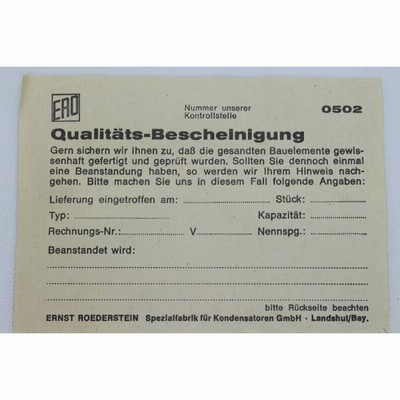 ERO
Nummer unserer
Kontrollstelle
0502
Qualitäts-Bescheinigung
Gern sichern wir Ihnen zu, daß die gesandten Bauelemente gewis-
senhaft gefertigt und geprüft wurden. Sollten Sie dennoch einmal
eine Beanstandung haben, so werden wir Ihrem Hinweis nach-
gehen. Bitte machen Sie uns in diesem Fall folgende Angaben:
Lieferung eingetroffen am: Stück:
Typ: Kapazität:
Rechnungs-Nr.: V Nennspg.:
Beanstandet wird:
bitte Rückseite beachten
ERNST ROEDERSTEIN Spezialfabrik für Kondensatoren GmbH · Landshut/Bay.